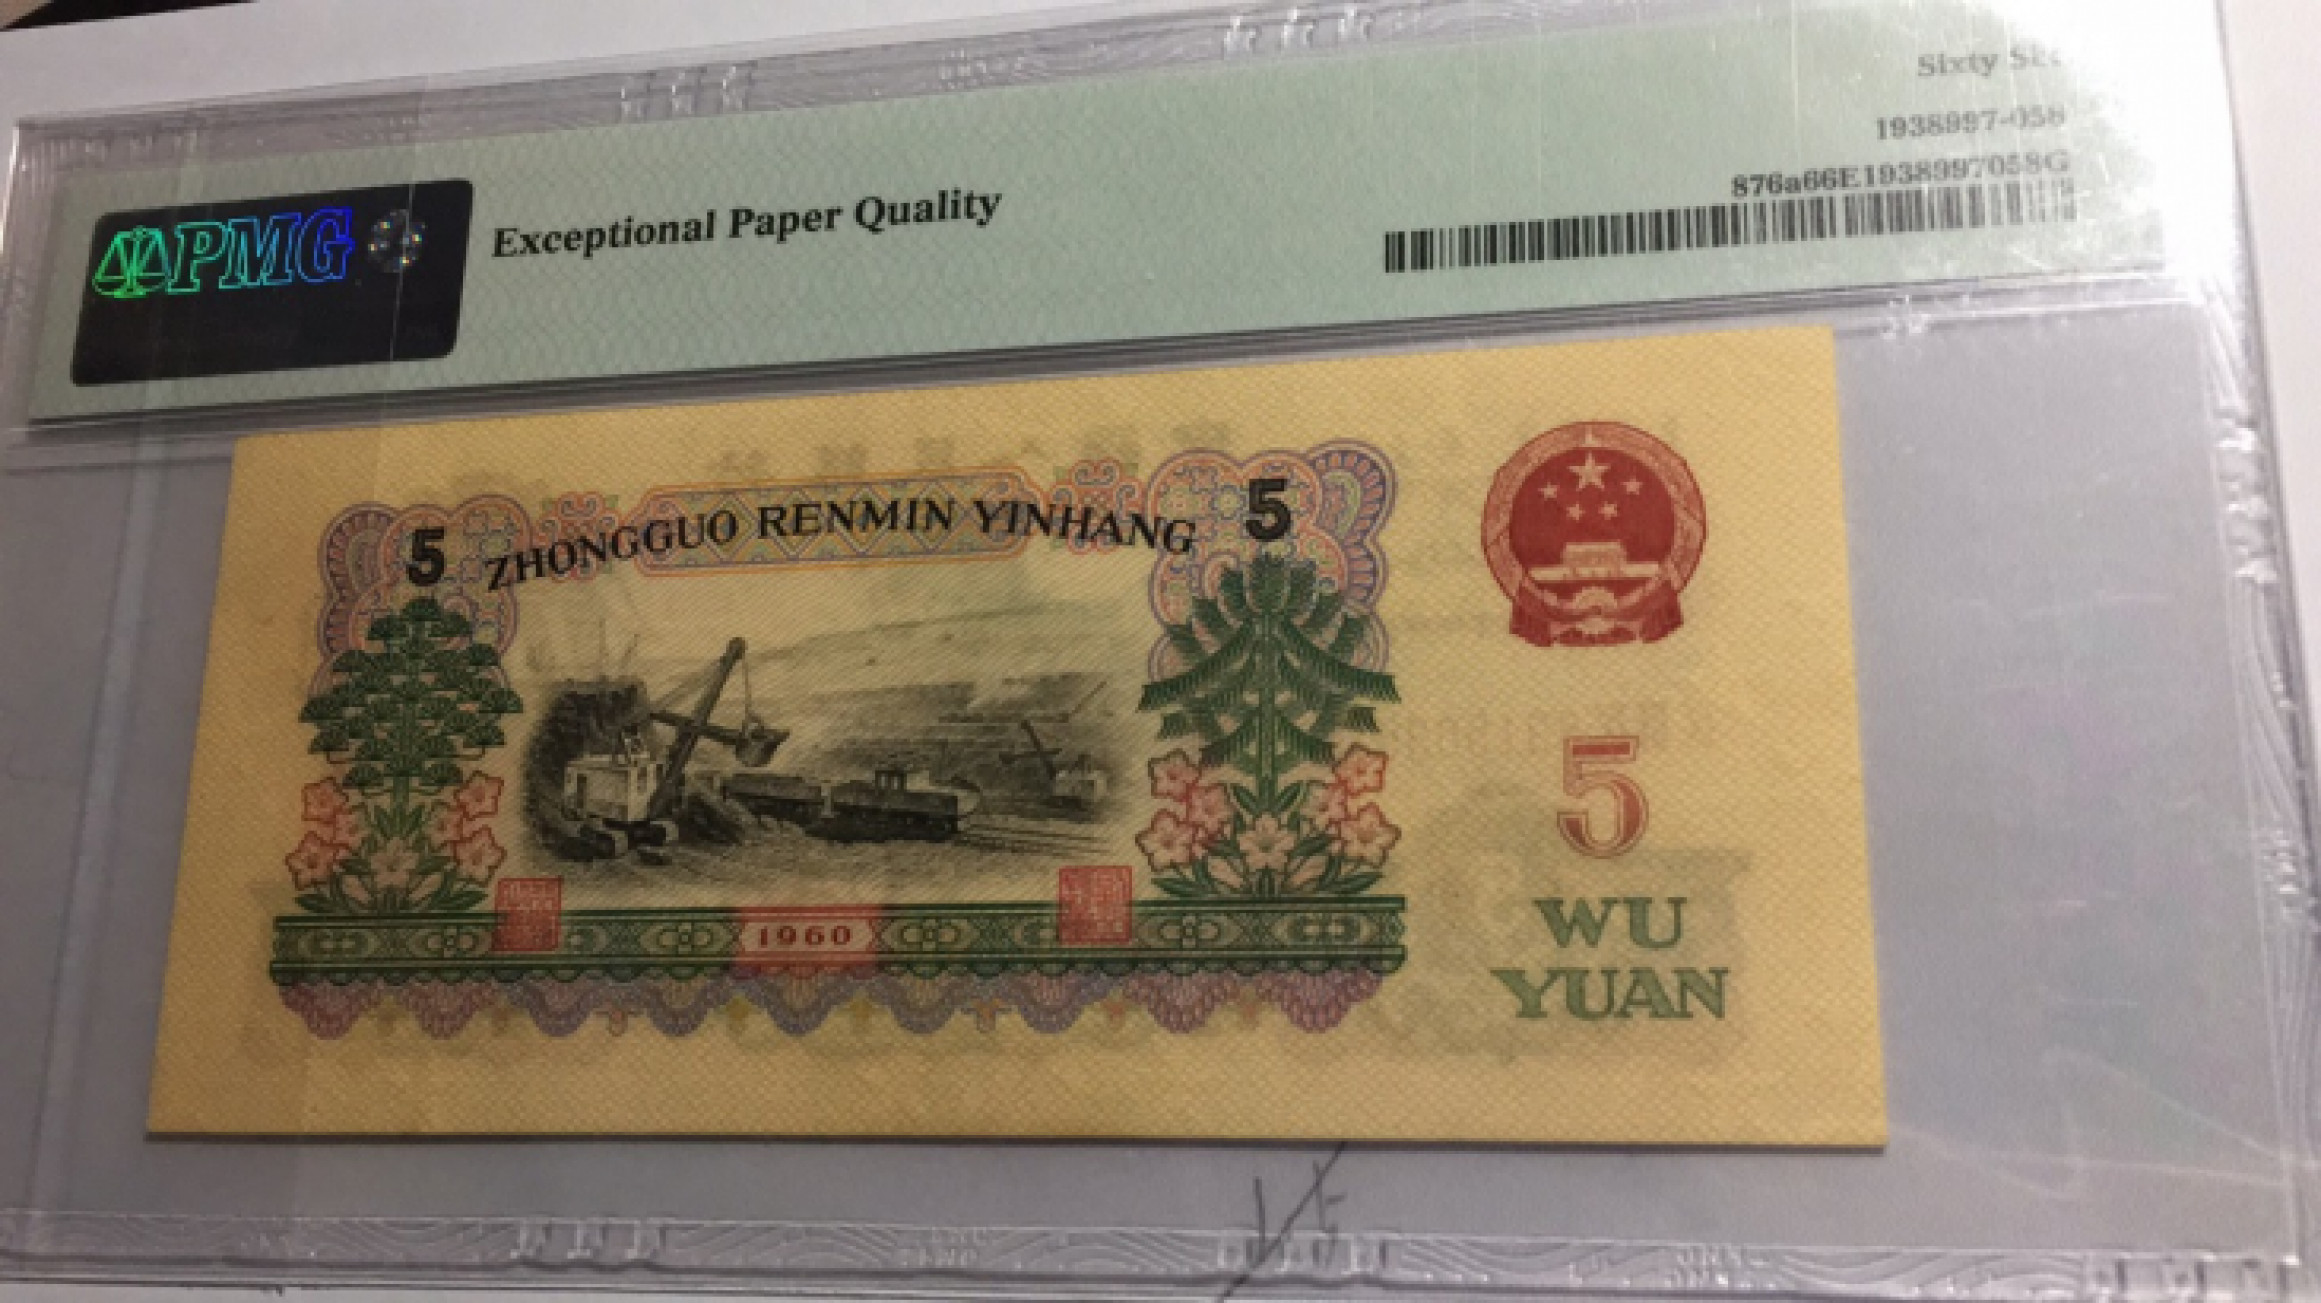 Sixty Six
1938997-058
876a66E1938997058G
PMG
Exceptional Paper Quality
5 ZHONGGUO RENMIN YINHANG 5
5
1960
WU
YUAN